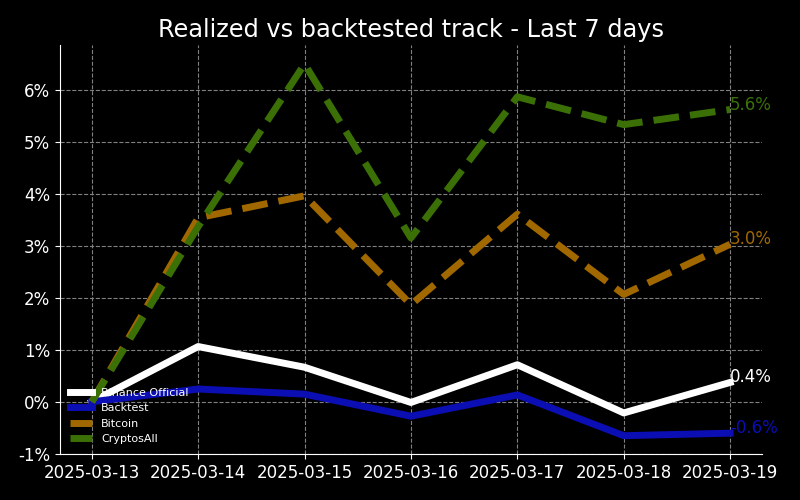 Realized vs backtested track - Last 7 days
6%
5%
4%
3%
2%
1%
0%
-1%
5.6%
3.0%
0.4%
-0.6%
Binance Official
Backtest
Bitcoin
CryptosAll
2025-03-13 2025-03-14 2025-03-15 2025-03-16 2025-03-17 2025-03-18 2025-03-19